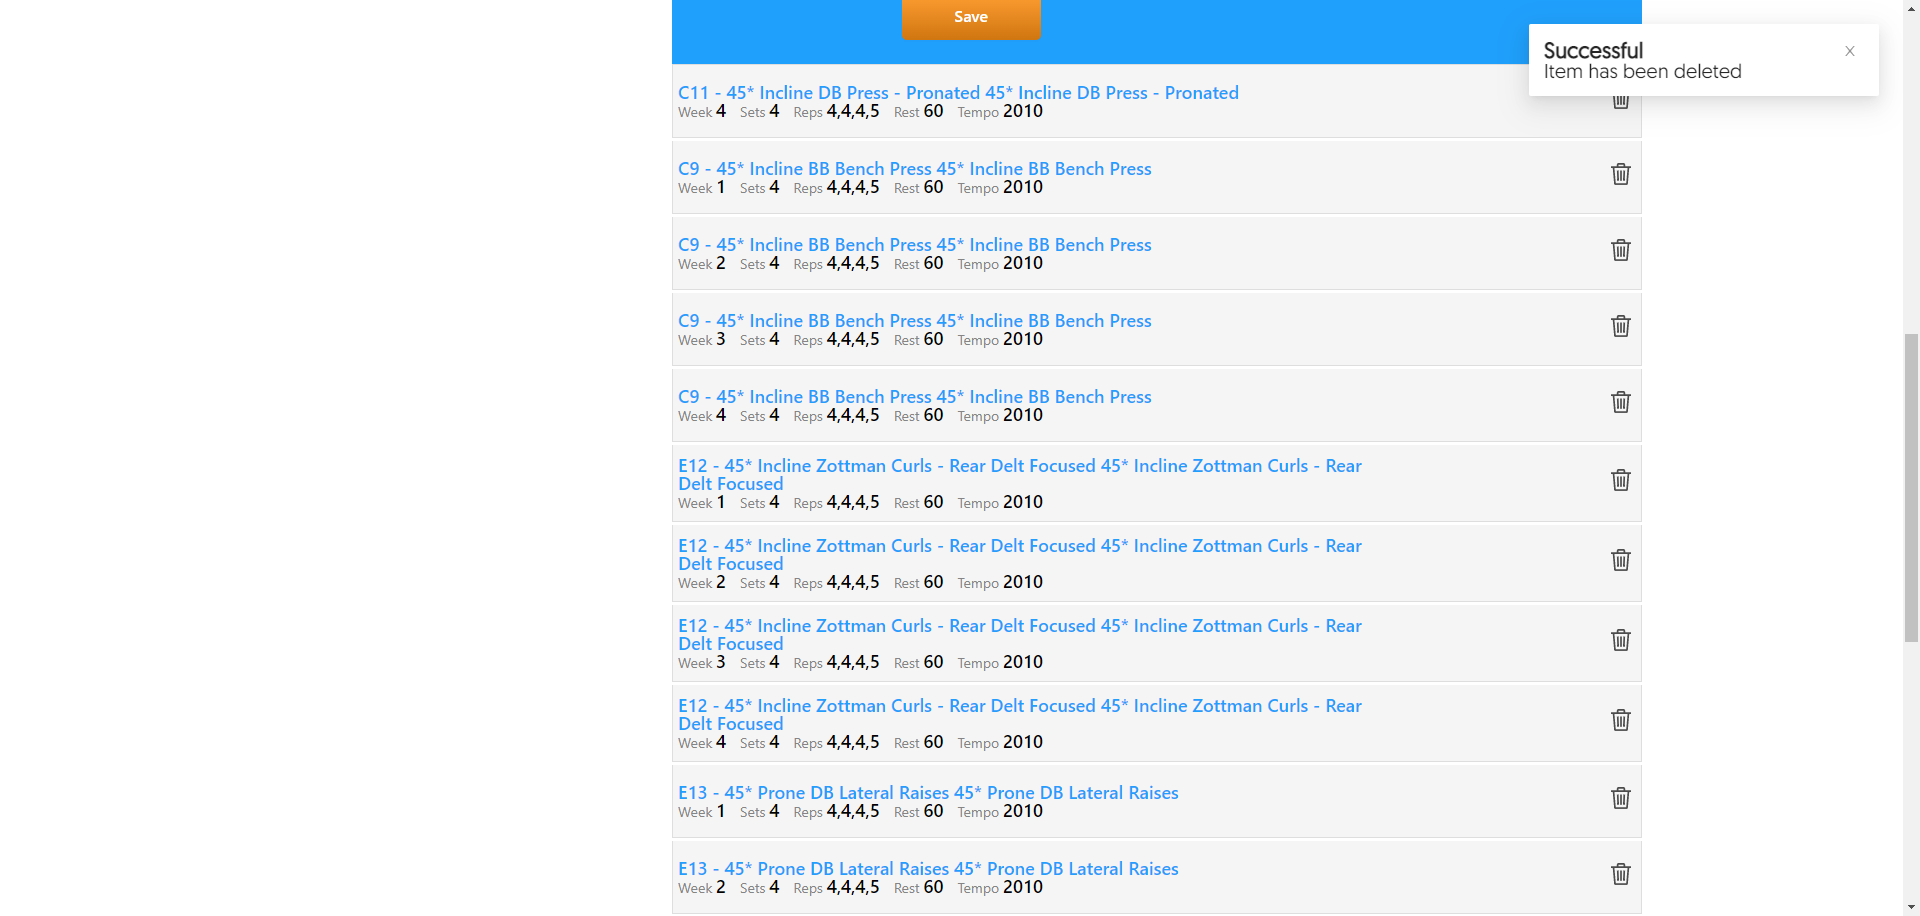 Save
Successful
X
Item has been deleted
C11 - 45* Incline DB Press - Pronated 45* Incline DB Press - Pronated
Week 4 Sets 4 Reps 4,4,4,5 Rest 60 Tempo 2010
C9 - 45* Incline BB Bench Press 45* Incline BB Bench Press
Week 1 Sets 4 Reps 4,4,4,5 Rest 60 Tempo 2010
C9 - 45* Incline BB Bench Press 45* Incline BB Bench Press
Week 2 Sets 4 Reps 4,4,4,5 Rest 60 Tempo 2010
C9 - 45* Incline BB Bench Press 45* Incline BB Bench Press
Week 3 Sets 4 Reps 4,4,4,5 Rest 60 Tempo 2010
C9 - 45* Incline BB Bench Press 45* Incline BB Bench Press
Week 4 Sets 4 Reps 4,4,4,5 Rest 60 Tempo 2010
E12 - 45* Incline Zottman Curls - Rear Delt Focused 45* Incline Zottman Curls - Rear
Delt Focused
Week 1 Sets 4 Reps 4,4,4,5 Rest 60 Tempo 2010
E12 - 45* Incline Zottman Curls - Rear Delt Focused 45* Incline Zottman Curls - Rear
Delt Focused
Week 2 Sets 4 Reps 4,4,4,5 Rest 60 Tempo 2010
E12 - 45* Incline Zottman Curls - Rear Delt Focused 45* Incline Zottman Curls - Rear
Delt Focused
Week 3 Sets 4 Reps 4,4,4,5 Rest 60 Tempo 2010
E12 - 45* Incline Zottman Curls - Rear Delt Focused 45* Incline Zottman Curls - Rear
Delt Focused
Week 4 Sets 4 Reps 4,4,4,5 Rest 60 Tempo 2010
E13 - 45* Prone DB Lateral Raises 45* Prone DB Lateral Raises
Week 1 Sets 4 Reps 4,4,4,5 Rest 60 Tempo 2010
E13 - 45* Prone DB Lateral Raises 45* Prone DB Lateral Raises
Week 2 Sets 4 Reps 4,4,4,5 Rest 60 Tempo 2010